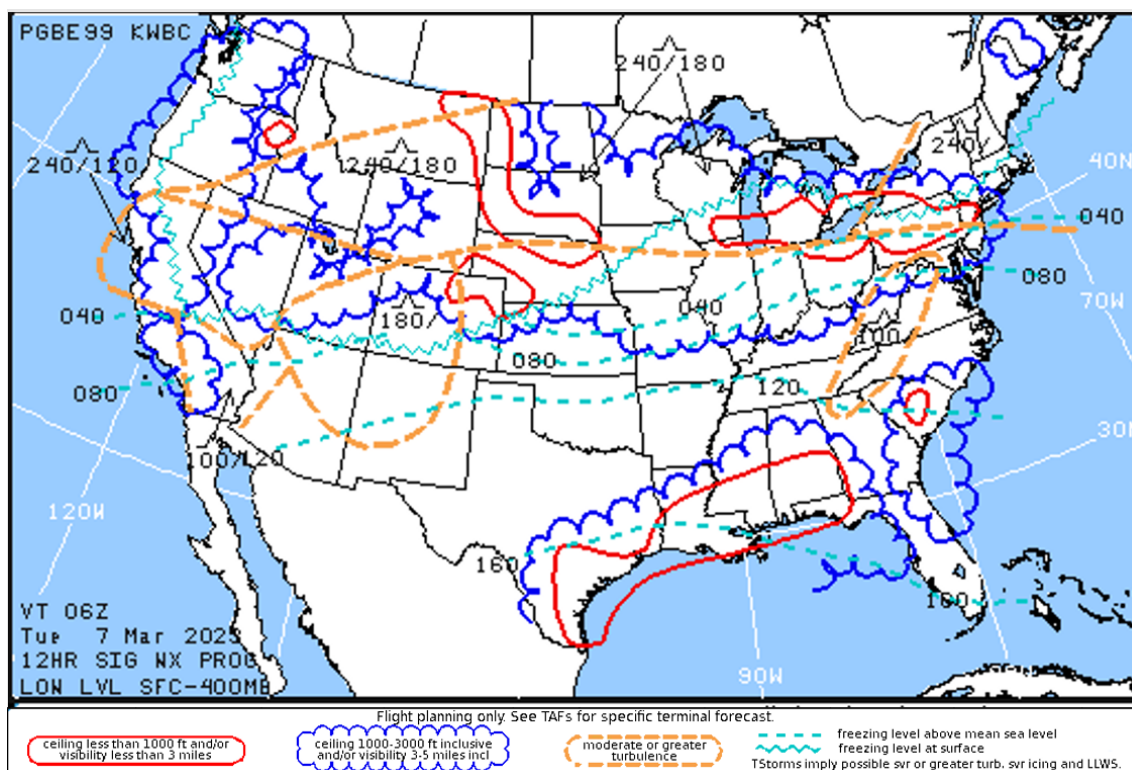 PGBE99 KWBC
240/180
240/120
240/180
240/
40N
040
080
70W
040
180/
040
100/
080
080
120
30N
00/120
120W
160
160
VT 06Z
Tue 7 Mar 2023
12HR SIG WX PROG
LOW LVL SFC-400MB
90W
Flight planning only. See TAFs for specific terminal forecast.
ceiling less than 1000 ft and/or
visibility less than 3 miles
ceiling 1000-3000 ft inclusive
and/or visibility 3-5 miles incl
moderate or greater
turbulence
freezing level above mean sea level
freezing level at surface
TStorms imply possible svr or greater turb. svr icing and LLWS.